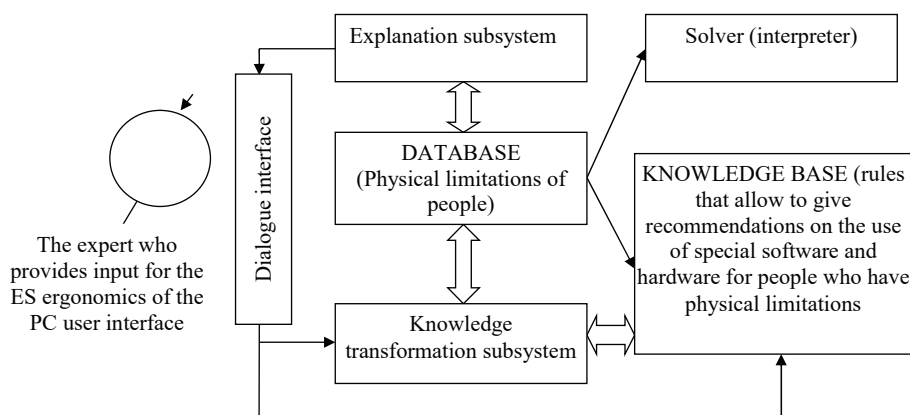 Explanation subsystem
Solver (interpreter)
Dialogue interface
DATABASE
(Physical limitations of
people)
KNOWLEDGE BASE (rules
that allow to give
recommendations on the use
of special software and
hardware for people who have
physical limitations
The expert who
provides input for the
ES ergonomics of the
PC user interface
Knowledge
transformation subsystem